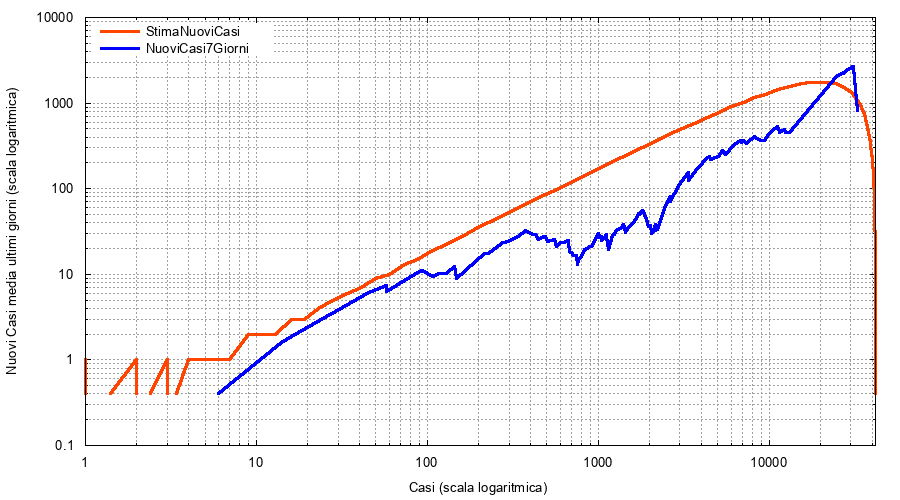 StimaNuoviCasi
NuoviCasi7Giorni
Nuovi Casi media ultimi giorni (scala logaritmica)
10000
1000
100
10
1
0.1
1
10
100
1000
10000
Casi (scala logaritmica)